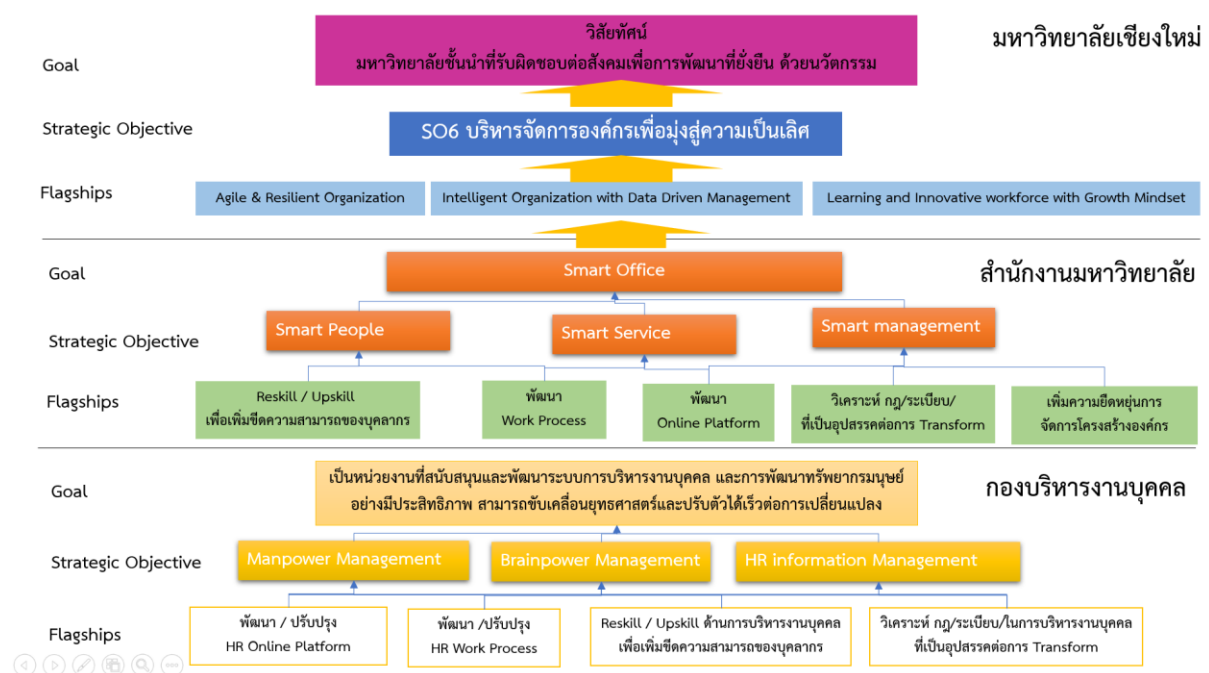 มหาวิทยาลัยเชียงใหม่
Goal
วิสัยทัศน์
มหาวิทยาลัยชั้นนำที่รับผิดชอบต่อสังคมเพื่อการพัฒนาที่ยั่งยืน ด้วยนวัตกรรม
Strategic Objective
SO6 บริหารจัดการองค์กรเพื่อมุ่งสู่ความเป็นเลิศ
Flagships
Agile & Resilient Organization
Intelligent Organization with Data Driven Management
Learning and Innovative workforce with Growth Mindset
สำนักงานมหาวิทยาลัย
Goal
Smart Office
Strategic Objective
Smart People
Smart Service
Smart management
Flagships
Reskill / Upskill
เพื่อเพิ่มขีดความสามารถของบุคลากร
พัฒนา
Work Process
พัฒนา
Online Platform
วิเคราะห์ กฎ/ระเบียบ/
ที่เป็นอุปสรรคต่อการ Transform
เพิ่มความยืดหยุ่นการ
จัดการโครงสร้างองค์กร
กองบริหารงานบุคคล
Goal
เป็นหน่วยงานที่สนับสนุนและพัฒนาระบบการบริหารงานบุคคล และการพัฒนาทรัพยากรมนุษย์
อย่างมีประสิทธิภาพ สามารถขับเคลื่อนยุทธศาสตร์และปรับตัวได้เร็วต่อการเปลี่ยนแปลง
Strategic Objective
Manpower Management
Brainpower Management
HR information Management
Flagships
พัฒนา / ปรับปรุง
HR Online Platform
พัฒนา /ปรับปรุง
HR Work Process
Reskill / Upskill ด้านการบริหารงานบุคคล
เพื่อเพิ่มขีดความสามารถของบุคลากร
วิเคราะห์ กฎ/ระเบียบ/ในการบริหารงานบุคคล
ที่เป็นอุปสรรคต่อการ Transform